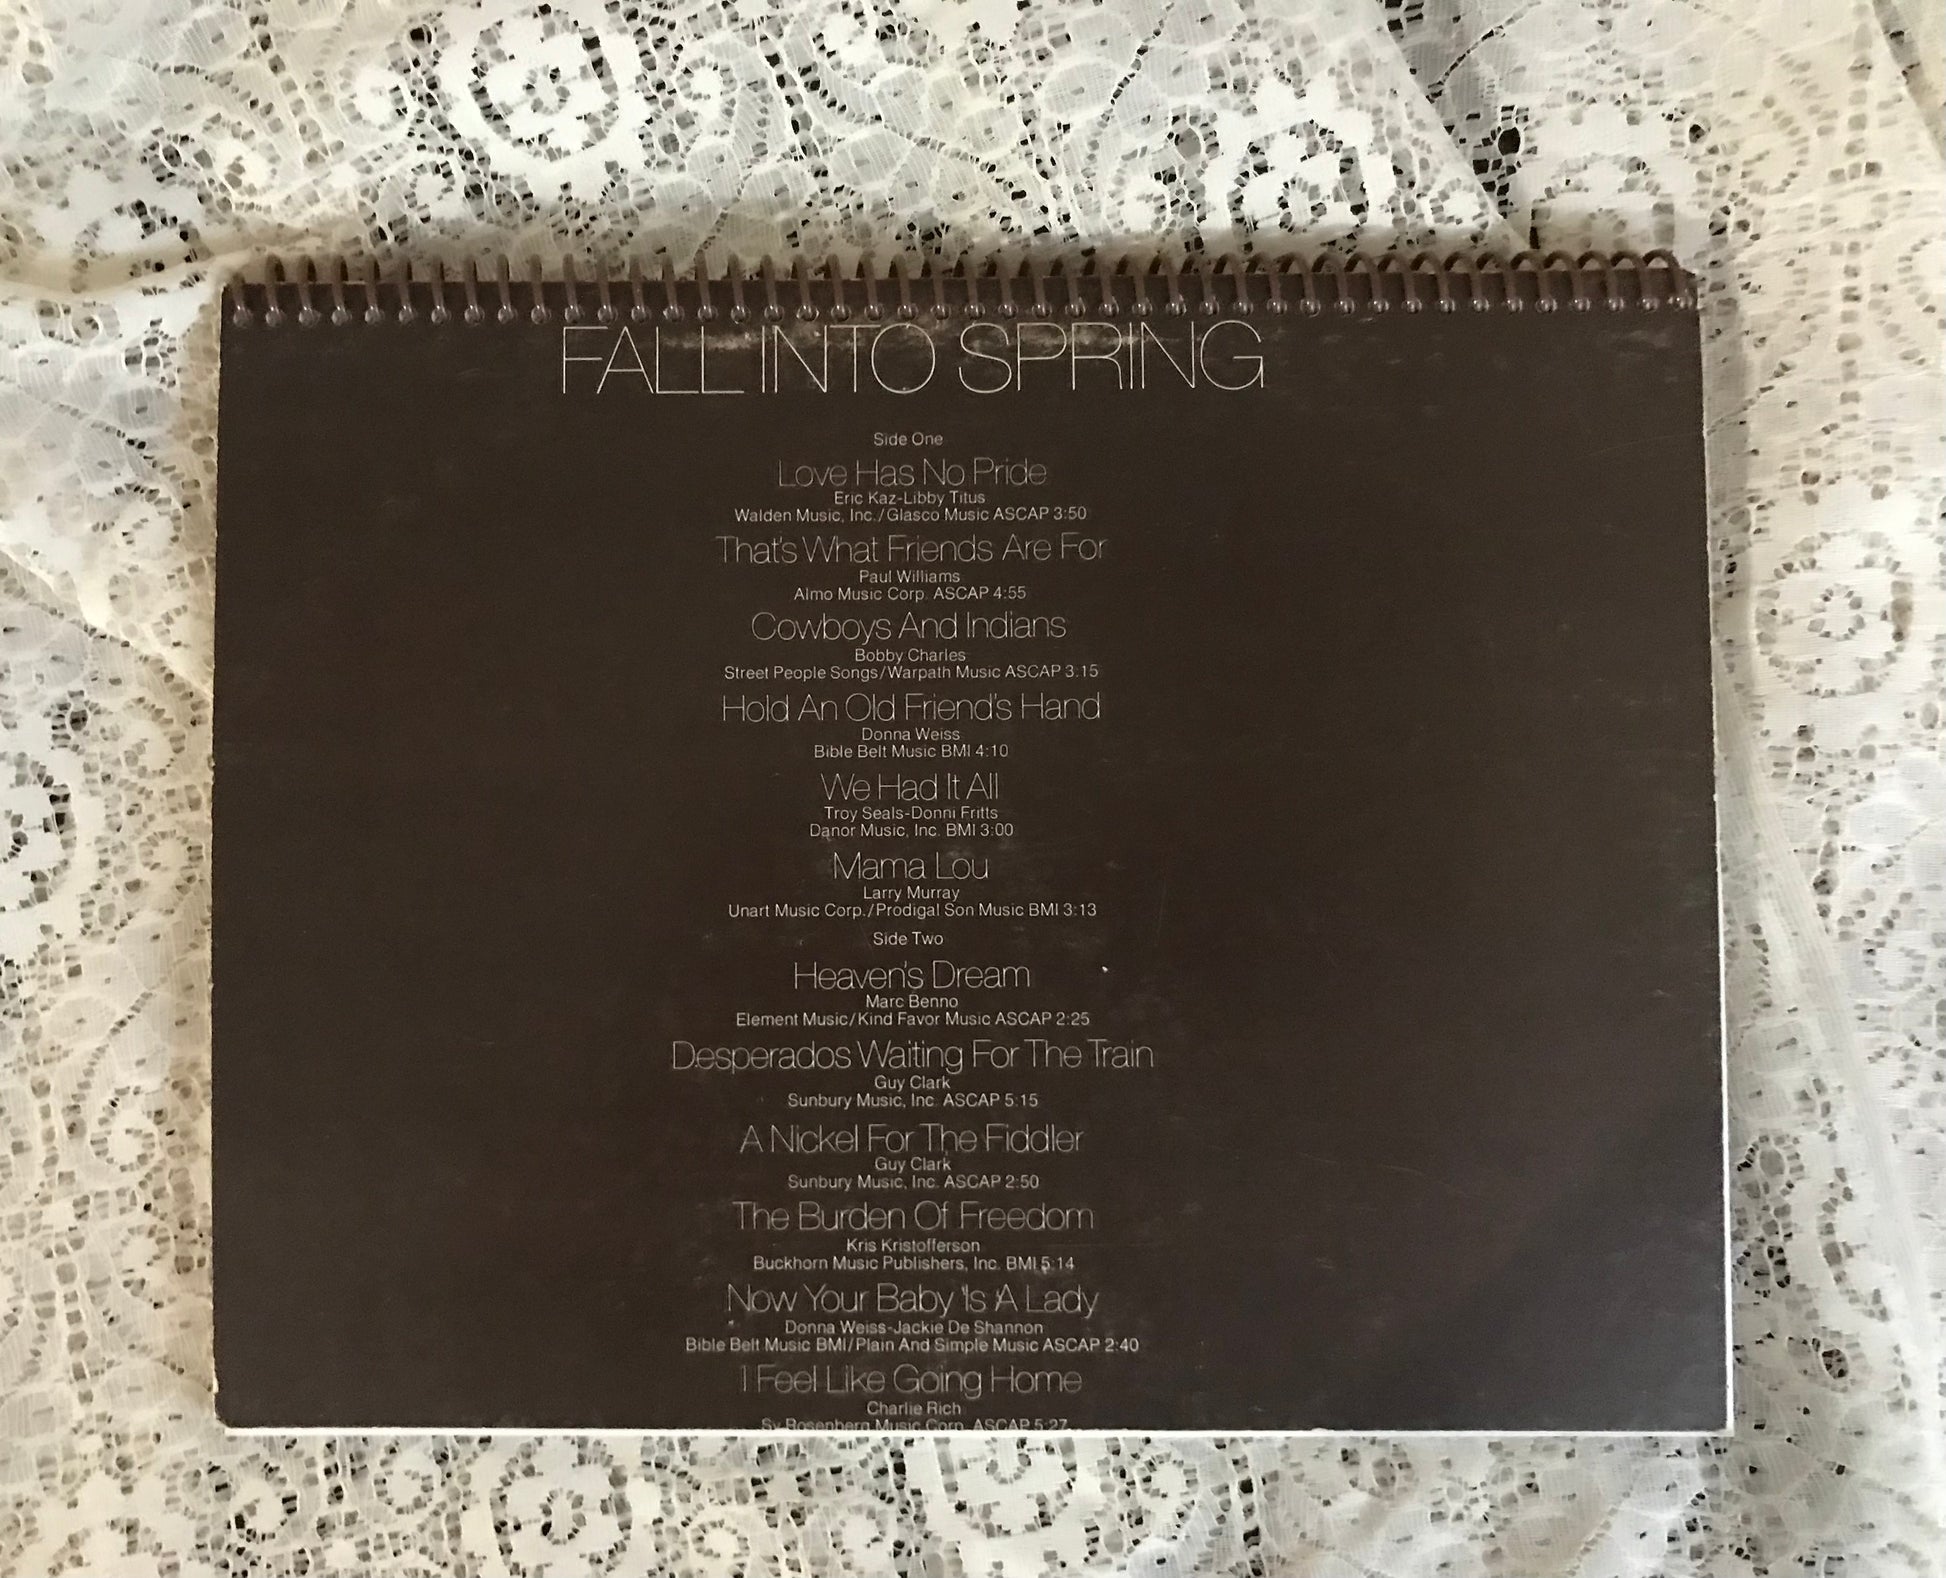 FALL INTO SPRING
Side One
Love Has No Pride
Eric Kaz-Libby Titus
Walden Music, Inc./Glasco Music ASCAP 3:50
That's What Friends Are For
Paul Williams
Almo Music Corp. ASCAP 4:55
Cowboys And Indians
Bobby Charles
Street People Songs/Warpath Music ASCAP 3:15
Hold An Old Friend's Hand
Donna Weiss
Bible Belt Music BMI 4:10
We Had It All
Troy Seals-Donni Fritts
Danor Music, Inc. BMI 3:00
Mama Lou
Larry Murray
Unart Music Corp./Prodigal Son Music BMI 3:13
Side Two
Heaven's Dream
Marc Benno
Element Music/Kind Favor Music ASCAP 2:25
Desperados Waiting For The Train
Guy Clark
Sunbury Music, Inc. ASCAP 5:15
A Nickel For The Fiddler
Guy Clark
Sunbury Music, Inc. ASCAP 2:50
The Burden Of Freedom
Kris Kristofferson
Buckhorn Music Publishers, Inc. BMI 5:14
Now Your Baby Is A Lady
Donna Weiss-Jackie De Shannon
Bible Belt Music BMI/Plain And Simple Music ASCAP 2:40
I Feel Like Going Home
Charlie Rich
Sy Rosenberg Music Corp. ASCAP 5:27